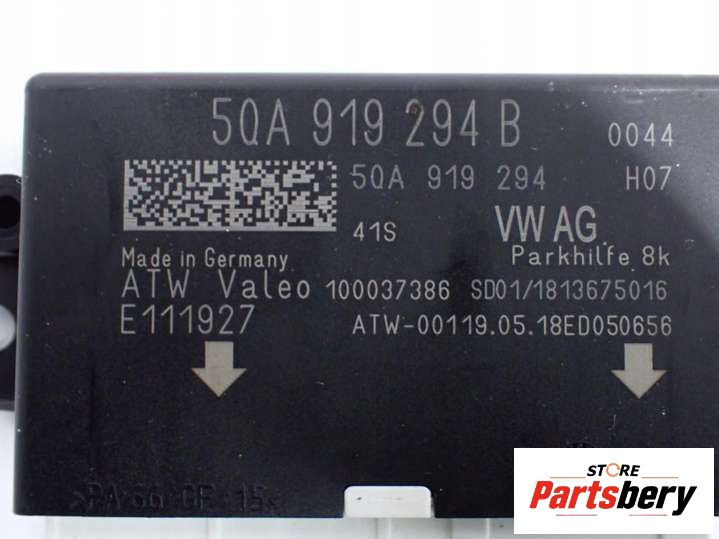 5QA 919 294 B 0044
5QA 919 294 H07
41S VW AG
Made in Germany Parkhilfe 8k
ATW Valeo 100037386 SD01/1813675016
E111927 ATW-00119.05.18ED050656
STORE
Partsbery